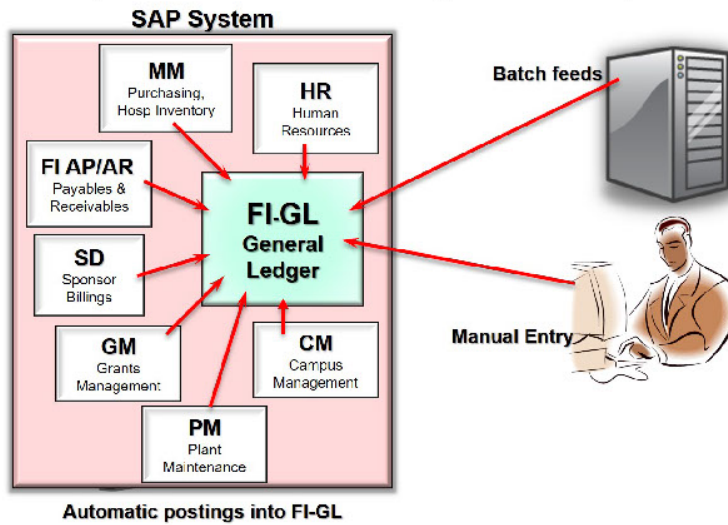 SAP System
MM
Purchasing,
Hosp Inventory
HR
Human
Resources
Batch feeds
FI AP/AR
Payables &
Receivables
FI-GL
General
Ledger
SD
Sponsor
Billings
Manual Entry
GM
Grants
Management
CM
Campus
Management
PM
Plant
Maintenance
Automatic postings into FI-GL